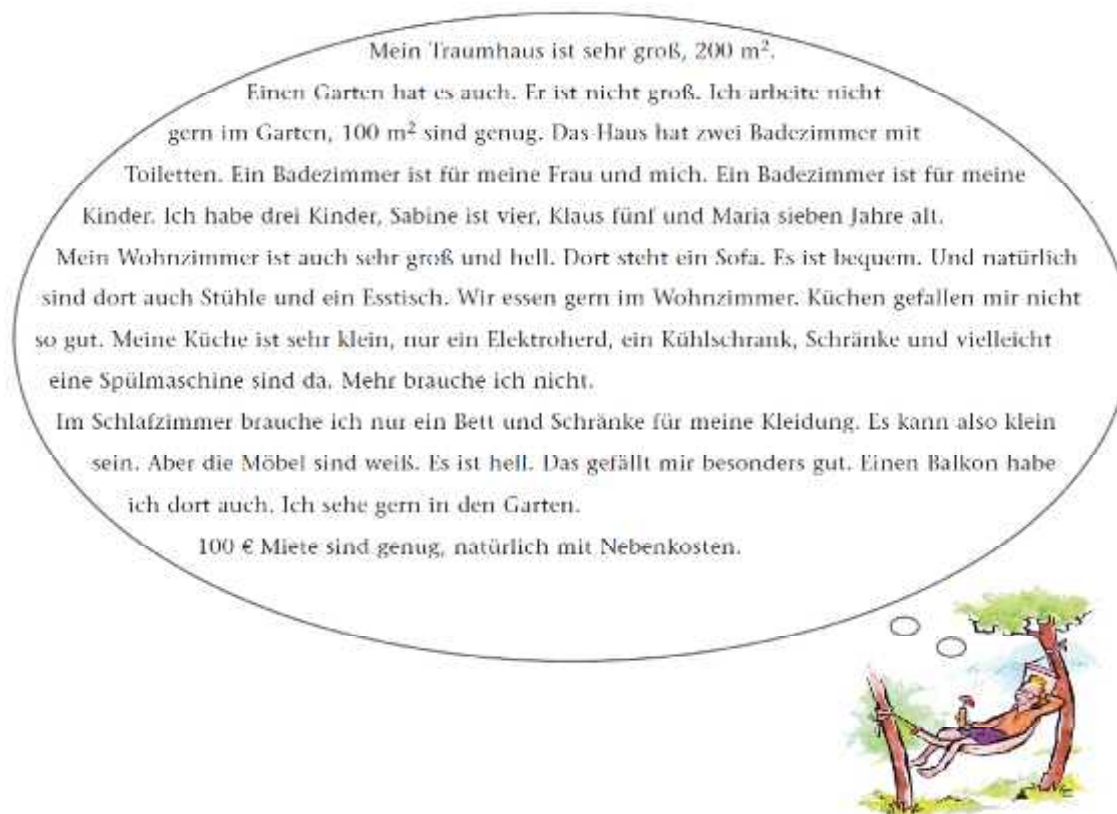 Mein Traumhaus ist sehr groß, 200 m².
Einen Garten hat es auch. Er ist nicht groß. Ich arbeite nicht
gern im Garten, 100 m² sind genug. Das Haus hat zwei Badezimmer mit
Toiletten. Ein Badezimmer ist für meine Frau und mich. Ein Badezimmer ist für meine
Kinder. Ich habe drei Kinder, Sabine ist vier, Klaus fünf und Maria sieben Jahre alt.
Mein Wohnzimmer ist auch sehr groß und hell. Dort steht ein Sofa. Es ist bequem. Und natürlich
sind dort auch Stühle und ein Esstisch. Wir essen gern im Wohnzimmer. Küchen gefallen mir nicht
so gut. Meine Küche ist sehr klein, nur ein Elektroherd, ein Kühlschrank, Schränke und vielleicht
eine Spülmaschine sind da. Mehr brauche ich nicht.
Im Schlafzimmer brauche ich nur ein Bett und Schränke für meine Kleidung. Es kann also klein
sein. Aber die Möbel sind weiß. Es ist hell. Das gefällt mir besonders gut. Einen Balkon habe
ich dort auch. Ich sehe gern in den Garten.
100 € Miete sind genug, natürlich mit Nebenkosten.